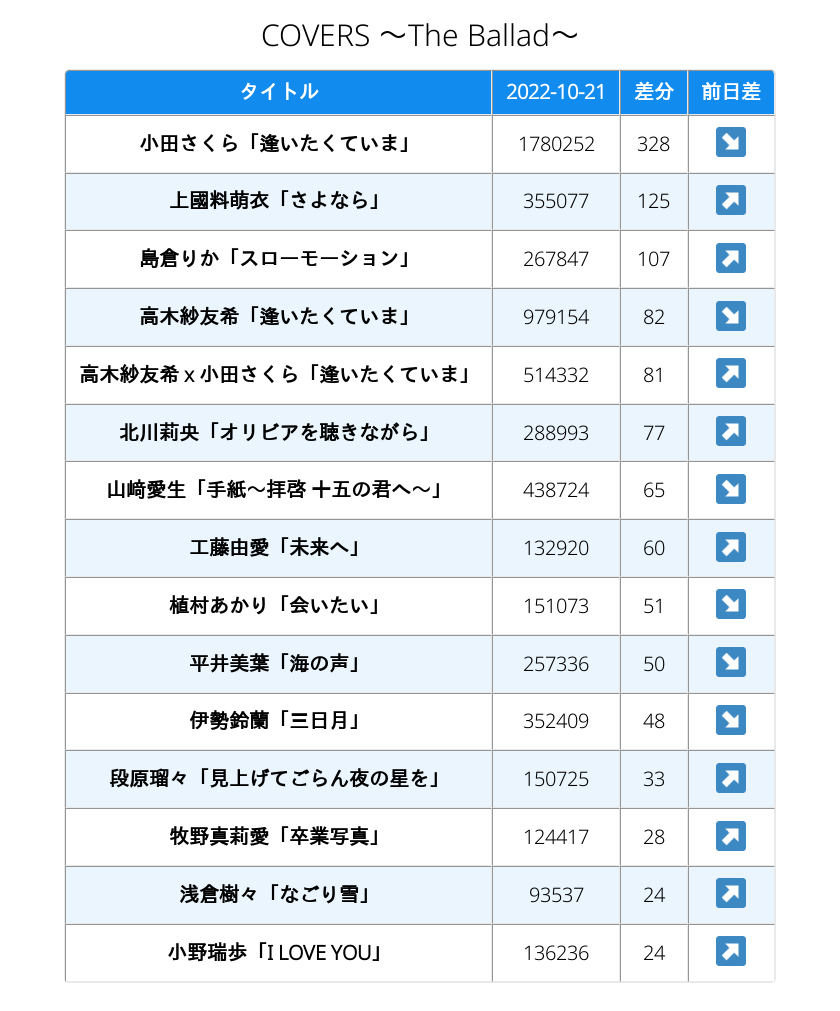 COVERS ～The Ballad～
タイトル 2022-10-21 差分 前日差
小田さくら「逢いたくていま」 1780252 328 ↘
上國料萌衣「さよなら」 355077 125 ↗
島倉りか「スローモーション」 267847 107 ↗
高木紗友希「逢いたくていま」 979154 82 ↘
高木紗友希 x 小田さくら「逢いたくていま」 514332 81 ↗
北川莉央「オリビアを聴きながら」 288993 77 ↗
山﨑愛生「手紙～拝啓 十五の君へ～」 438724 65 ↘
工藤由愛「未来へ」 132920 60 ↗
植村あかり「会いたい」 151073 51 ↘
平井美葉「海の声」 257336 50 ↘
伊勢鈴蘭「三日月」 352409 48 ↘
段原瑠々「見上げてごらん夜の星を」 150725 33 ↗
牧野真莉愛「卒業写真」 124417 28 ↗
浅倉樹々「なごり雪」 93537 24 ↗
小野瑞歩「I LOVE YOU」 136236 24 ↗